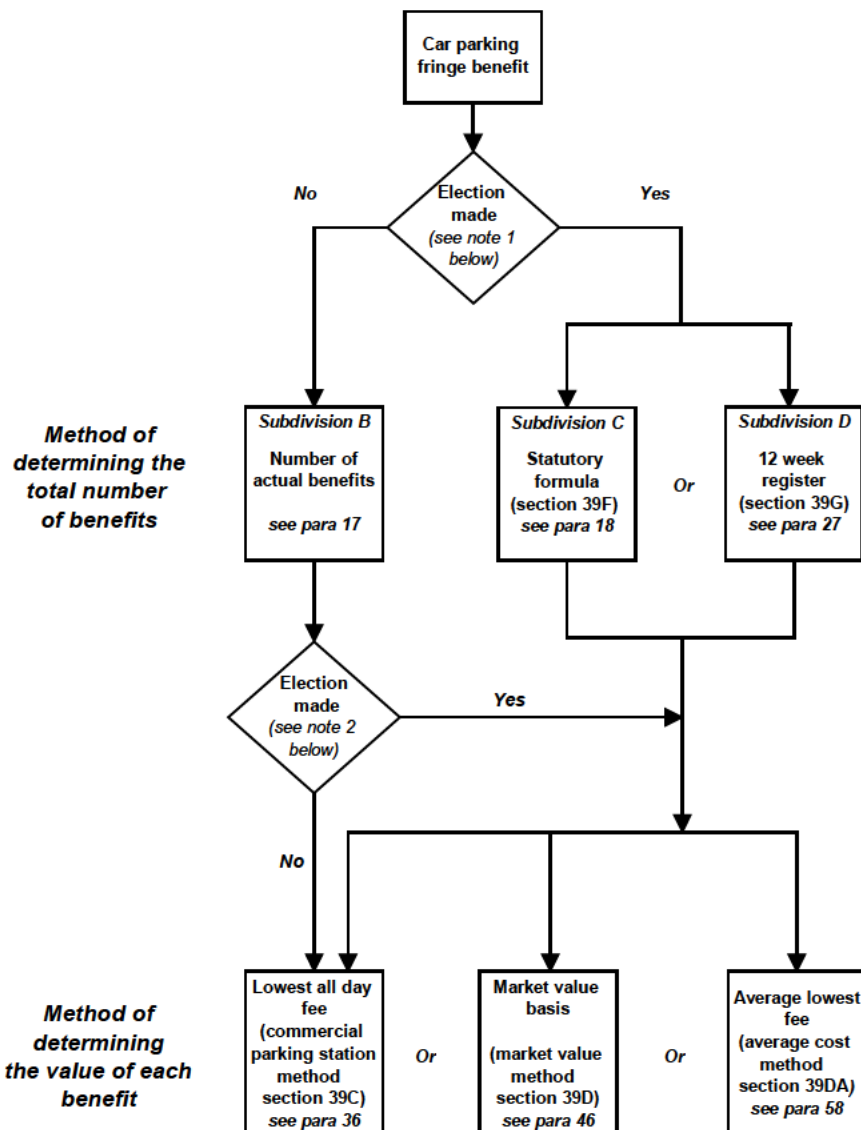 Car parking
fringe benefit
No
Election
made
(see note 1
below)
Yes
Method of
determining the
total number
of benefits
Subdivision B
Number of
actual benefits
see para 17
Subdivision C
Statutory
formula
(section 39F)
see para 18
Or
Subdivision D
12 week
register
(section 39G)
see para 27
Election
made
(see note 2
below)
Yes
No
Method of
determining
the value of each
benefit
Lowest all day
fee
(commercial
parking station
method
section 39C)
see para 36
Or
Market value
basis
(market value
method
section 39D)
see para 46
Or
Average lowest
fee
(average cost
method
section 39DA)
see para 58